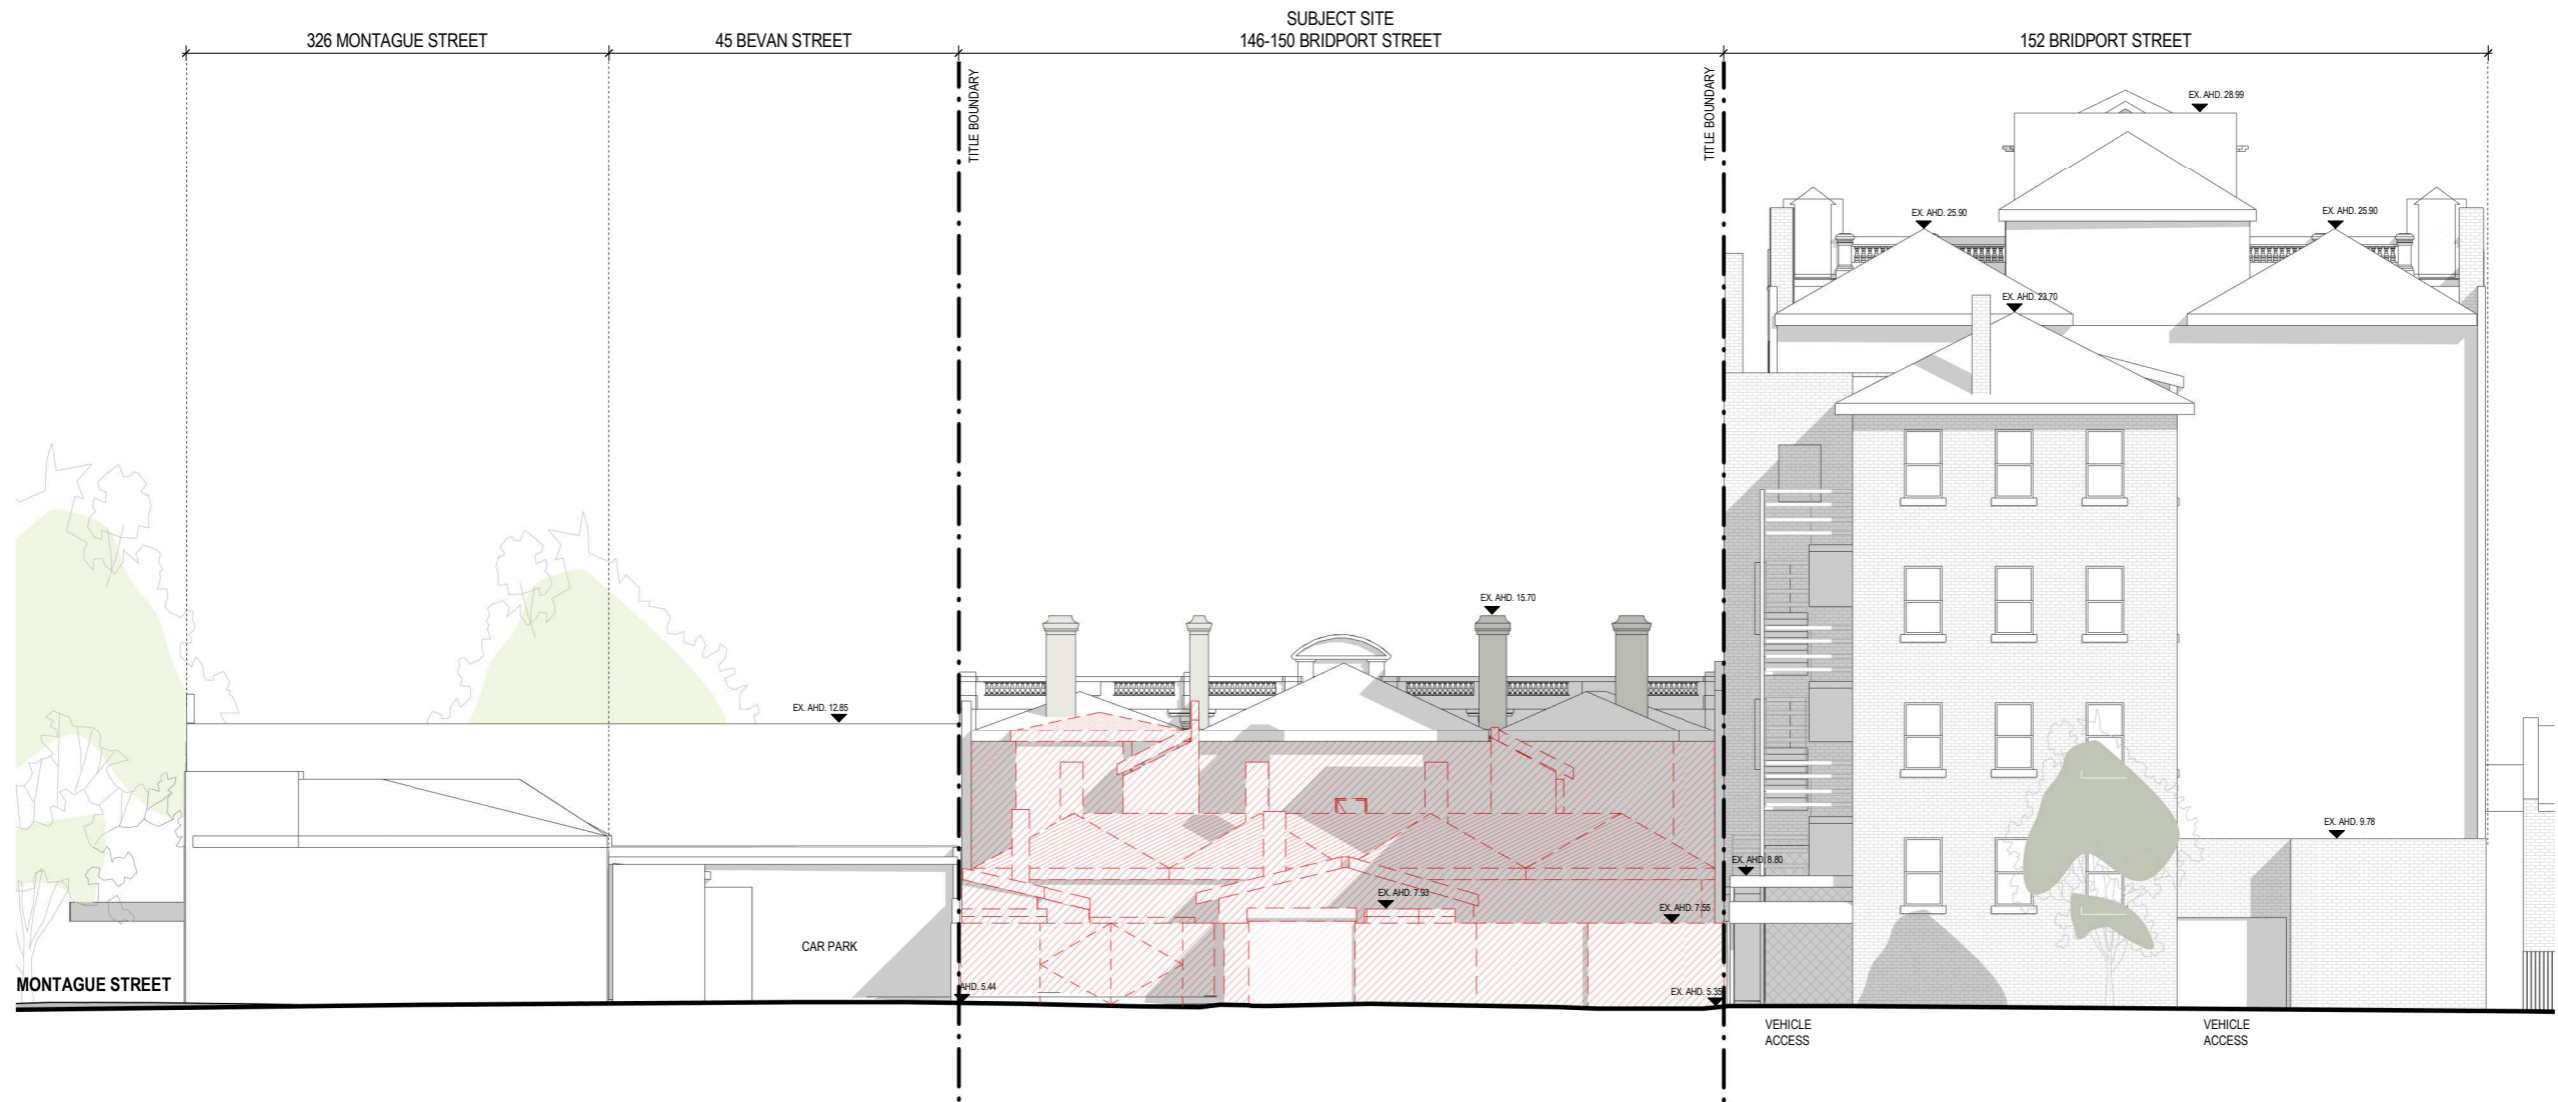 SUBJECT SITE
326 MONTAGUE STREET
45 BEVAN STREET
146-150 BRIDPORT STREET
152 BRIDPORT STREET
TITLE BOUNDARY
TITLE BOUNDARY
EX. AHD. 28.99
EX. AHD. 25.90
EX. AHD. 25.90
EX. AHD. 23.70
EX. AHD. 15.70
EX. AHD. 12.85
EX. AHD. 9.78
EX. AHD. 8.80
EX. AHD. 7.93
EX. AHD. 7.55
CAR PARK
MONTAGUE STREET
AHD. 5.44
EX. AHD. 5.35
VEHICLE
ACCESS
VEHICLE
ACCESS